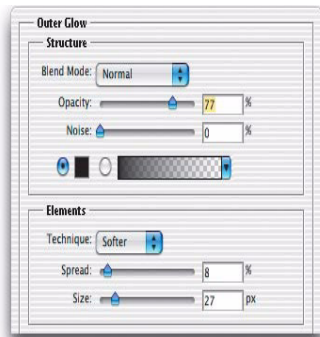 Outer Glow
Structure
Blend Mode: Normal
Opacity: 77 %
Noise: 0 %
Elements
Technique: Softer
Spread: 8 %
Size: 27 px